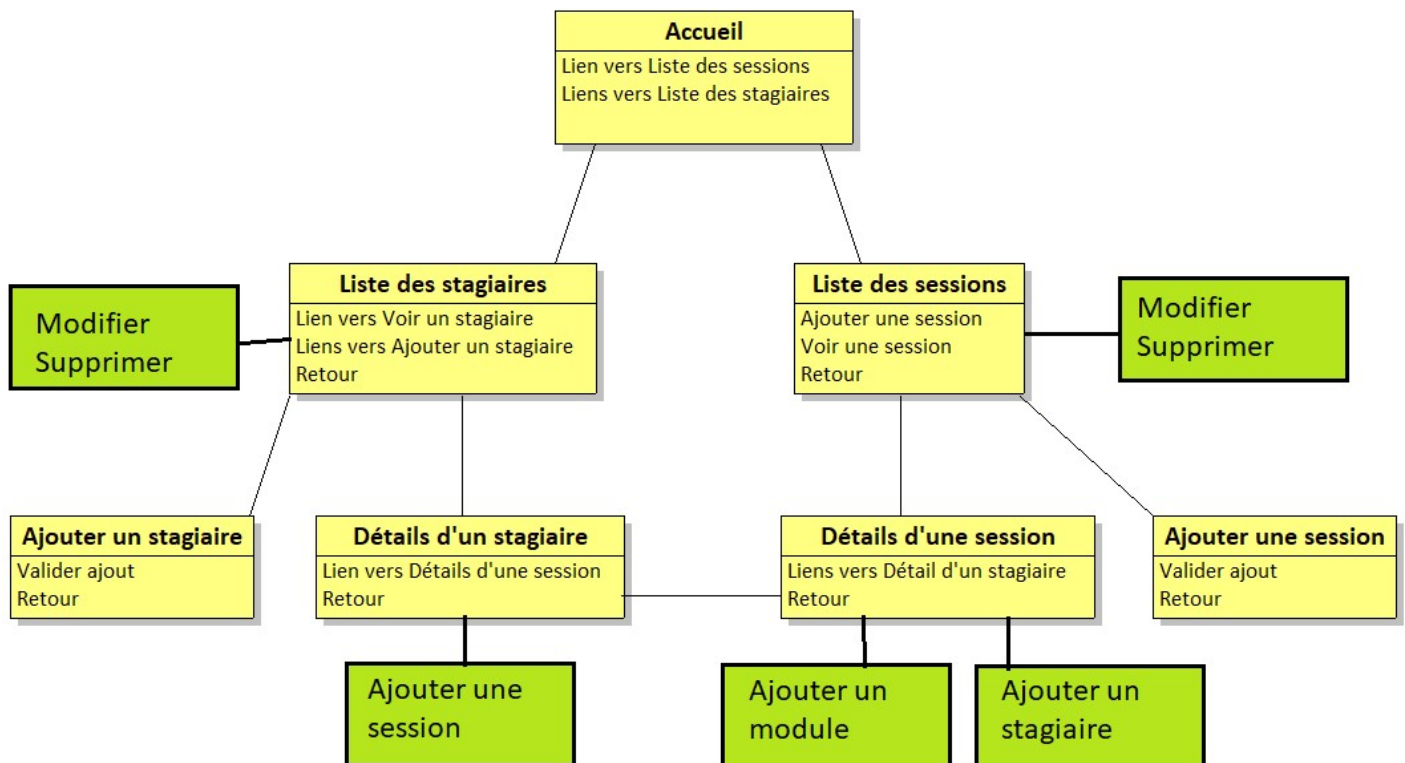 Accueil
Lien vers Liste des sessions
Liens vers Liste des stagiaires
Modifier
Supprimer
Liste des stagiaires
Lien vers Voir un stagiaire
Liens vers Ajouter un stagiaire
Retour
Liste des sessions
Ajouter une session
Voir une session
Retour
Modifier
Supprimer
Ajouter un stagiaire
Valider ajout
Retour
Détails d'un stagiaire
Lien vers Détails d'une session
Retour
Détails d'une session
Liens vers Détail d'un stagiaire
Retour
Ajouter une session
Valider ajout
Retour
Ajouter une
session
Ajouter un
module
Ajouter un
stagiaire